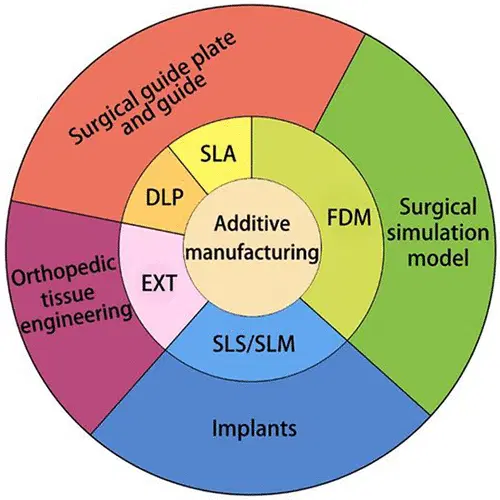 Surgical guide plate
and guide
SLA
DLP
FDM
Additive
manufacturing
Surgical
simulation
model
Orthopedic
tissue
engineering
EXT
SLS/SLM
Implants